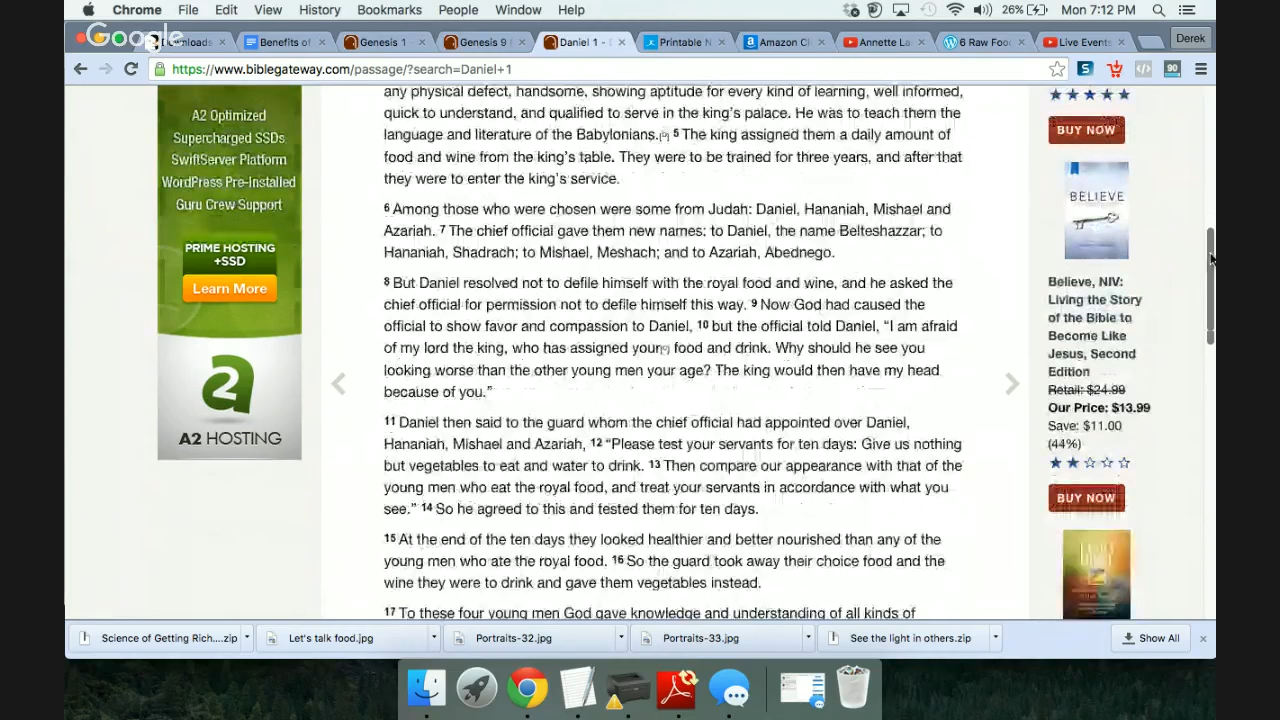 Chrome File Edit View History Bookmarks People Window Help 26% Mon 7:12 PM
Google
Downloads Benefits of Genesis 1 - Genesis 9 Daniel 1 - ( Printable N Amazon Cl Annette La 6 Raw Food Live Events Derek
https://www.biblegateway.com/passage/?search=Daniel+1 90
A2 Optimized
Supercharged SSDs
SwiftServer Platform
WordPress Pre-Installed
Guru Crew Support
PRIME HOSTING
+SSD
Learn More
A2 HOSTING
any physical defect, handsome, showing aptitude for every kind of learning, well informed,
quick to understand, and qualified to serve in the king's palace. He was to teach them the
language and literature of the Babylonians. 5 The king assigned them a daily amount of
food and wine from the king's table. They were to be trained for three years, and after that
they were to enter the king's service.
6 Among those who were chosen were some from Judah: Daniel, Hananiah, Mishael and
Azariah. 7 The chief official gave them new names: to Daniel, the name Belteshazzar; to
Hananiah, Shadrach; to Mishael, Meshach; and to Azariah, Abednego.
8 But Daniel resolved not to defile himself with the royal food and wine, and he asked the
chief official for permission not to defile himself this way. 9 Now God had caused the
official to show favor and compassion to Daniel, 10 but the official told Daniel, “I am afraid
of my lord the king, who has assigned your food and drink. Why should he see you
looking worse than the other young men your age? The king would then have my head
because of you.”
11 Daniel then said to the guard whom the chief official had appointed over Daniel,
Hananiah, Mishael and Azariah, 12 “Please test your servants for ten days: Give us nothing
but vegetables to eat and water to drink. 13 Then compare our appearance with that of the
young men who eat the royal food, and treat your servants in accordance with what you
see.” 14 So he agreed to this and tested them for ten days.
15 At the end of the ten days they looked healthier and better nourished than any of the
young men who ate the royal food. 16 So the guard took away their choice food and the
wine they were to drink and gave them vegetables instead.
17 To these four young men God gave knowledge and understanding of all kinds of
BUY NOW
BELIEVE
Believe, NIV:
Living the Story
of the Bible to
Become Like
Jesus, Second
Edition
Retail: $24.99
Our Price: $13.99
Save: $11.00
(44%)
BUY NOW
Science of Getting Rich....zip Let's talk food.jpg Portraits-32.jpg Portraits-33.jpg See the light in others.zip Show All